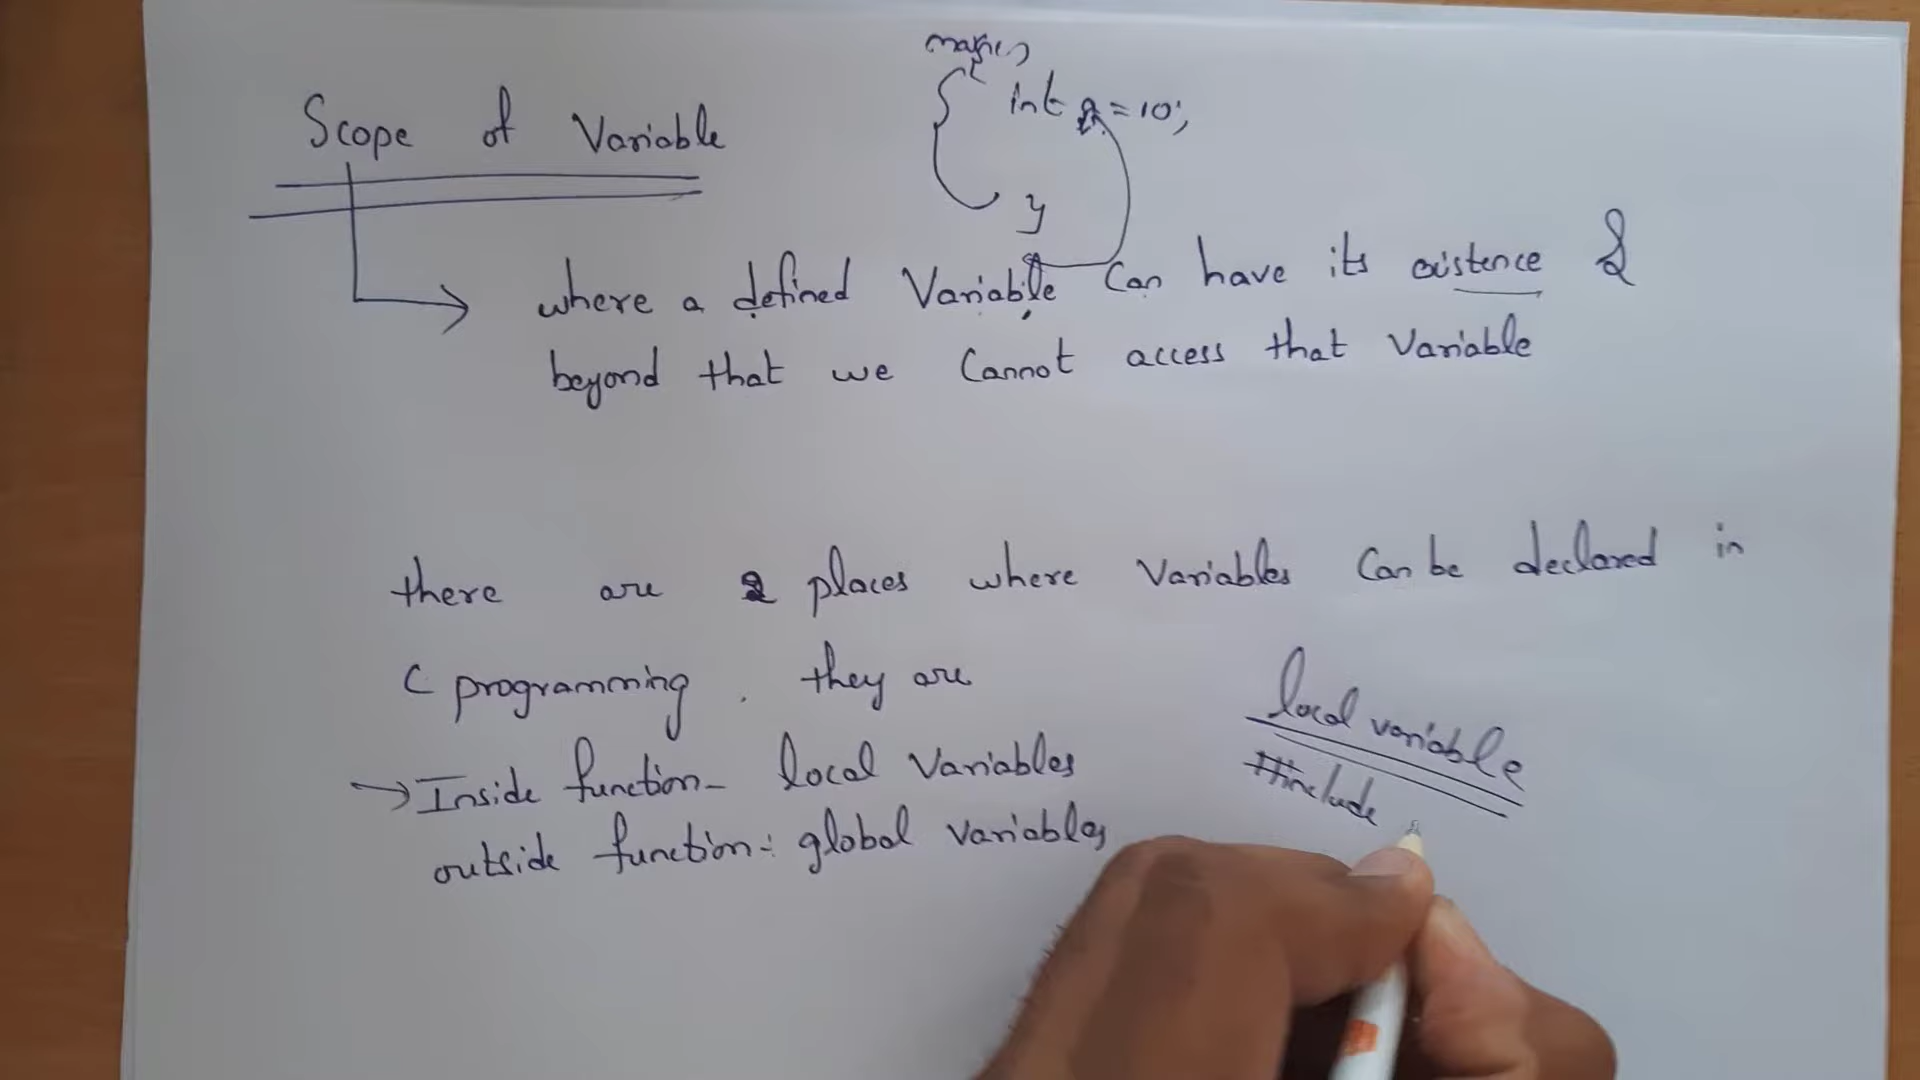 Scope of Variable
main()
{ int a=10;
}
where a defined Variable Can have its existence &
beyond that we Cannot access that Variable
there are 2 places where Variables Can be declared in
C programming, they are
→ Inside function - local Variables
outside function: global variables
local variable
#include